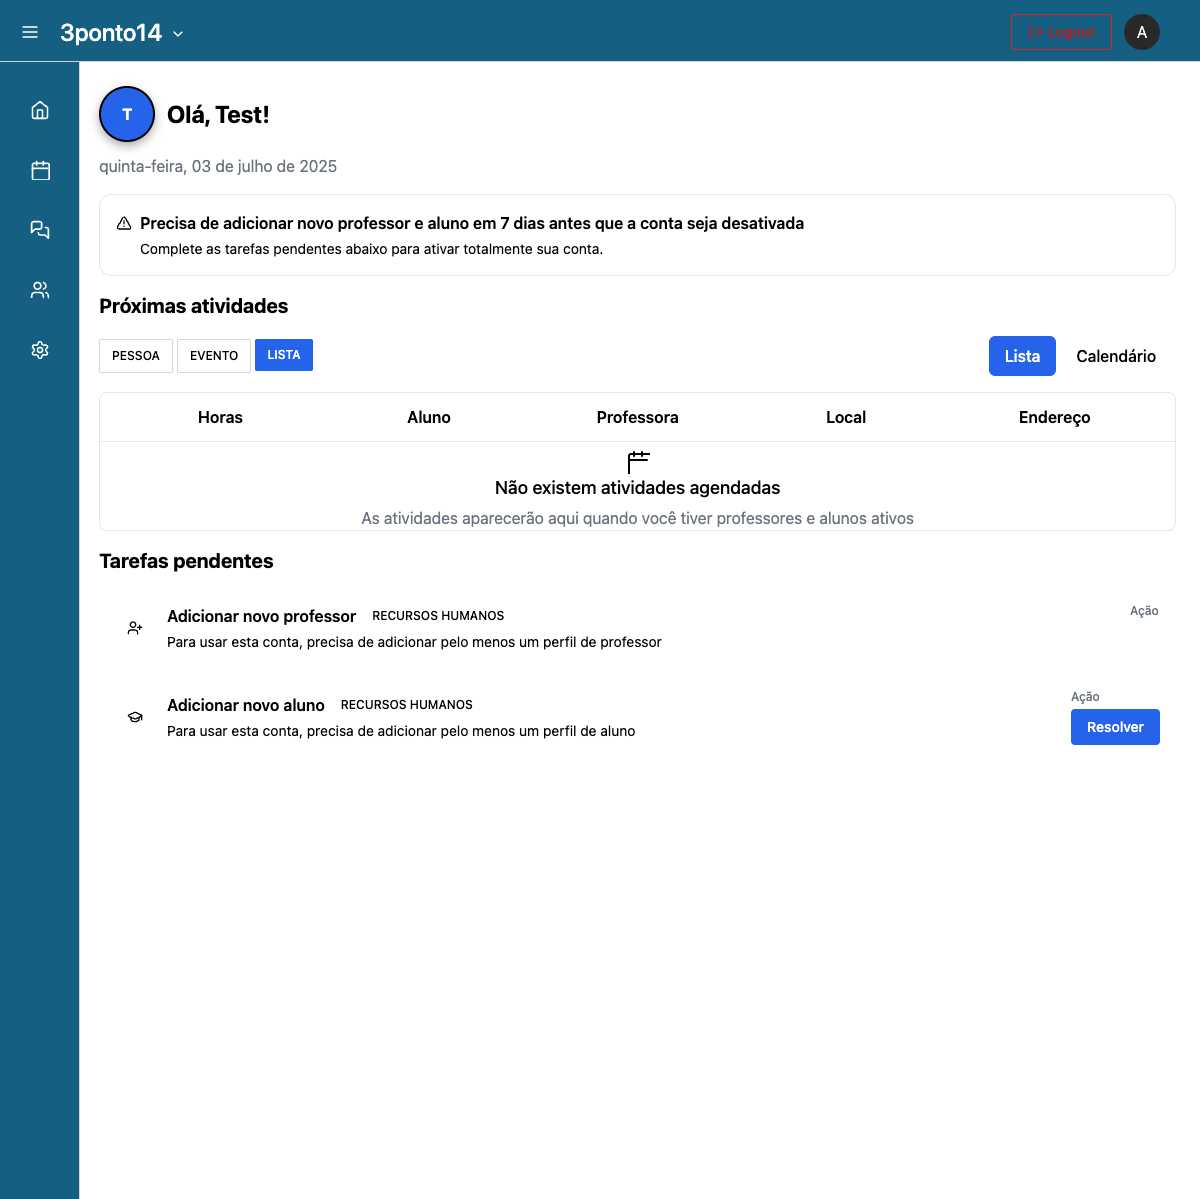 3ponto14
Logout
A
T
Olá, Test!
quinta-feira, 03 de julho de 2025
Precisa de adicionar novo professor e aluno em 7 dias antes que a conta seja desativada
Complete as tarefas pendentes abaixo para ativar totalmente sua conta.
Próximas atividades
PESSOA EVENTO LISTA
Lista Calendário
Horas Aluno Professora Local Endereço
Não existem atividades agendadas
As atividades aparecerão aqui quando você tiver professores e alunos ativos
Tarefas pendentes
Adicionar novo professor RECURSOS HUMANOS
Ação
Para usar esta conta, precisa de adicionar pelo menos um perfil de professor
Adicionar novo aluno RECURSOS HUMANOS
Ação
Para usar esta conta, precisa de adicionar pelo menos um perfil de aluno
Resolver